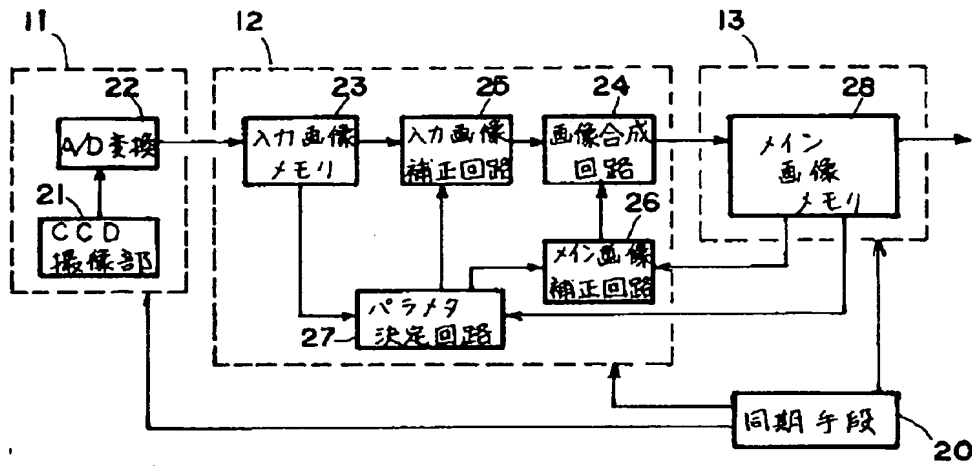 11
12
13
22
A/D変換
21
CCD
撮像部
23
入力画像
メモリ
25
入力画像
補正回路
24
画像合成
回路
28
メイン
画像
メモリ
26
メイン画像
補正回路
27
パラメタ
決定回路
同期手段
20